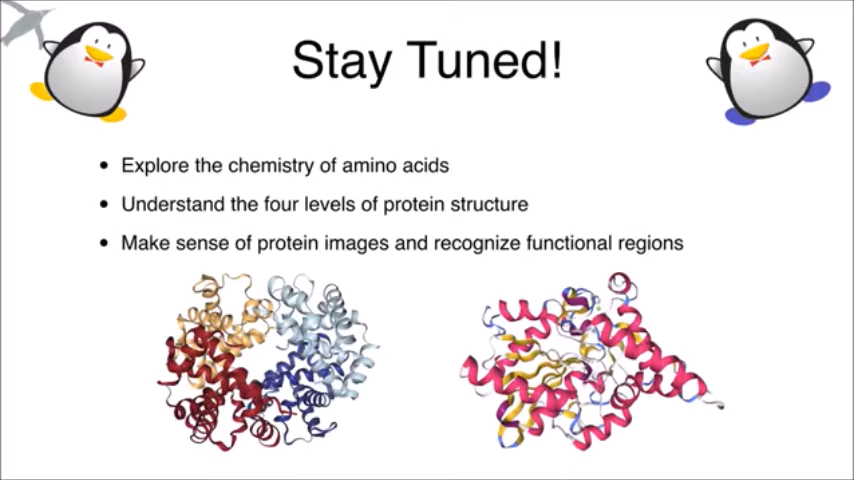 Stay Tuned!
• Explore the chemistry of amino acids
• Understand the four levels of protein structure
• Make sense of protein images and recognize functional regions